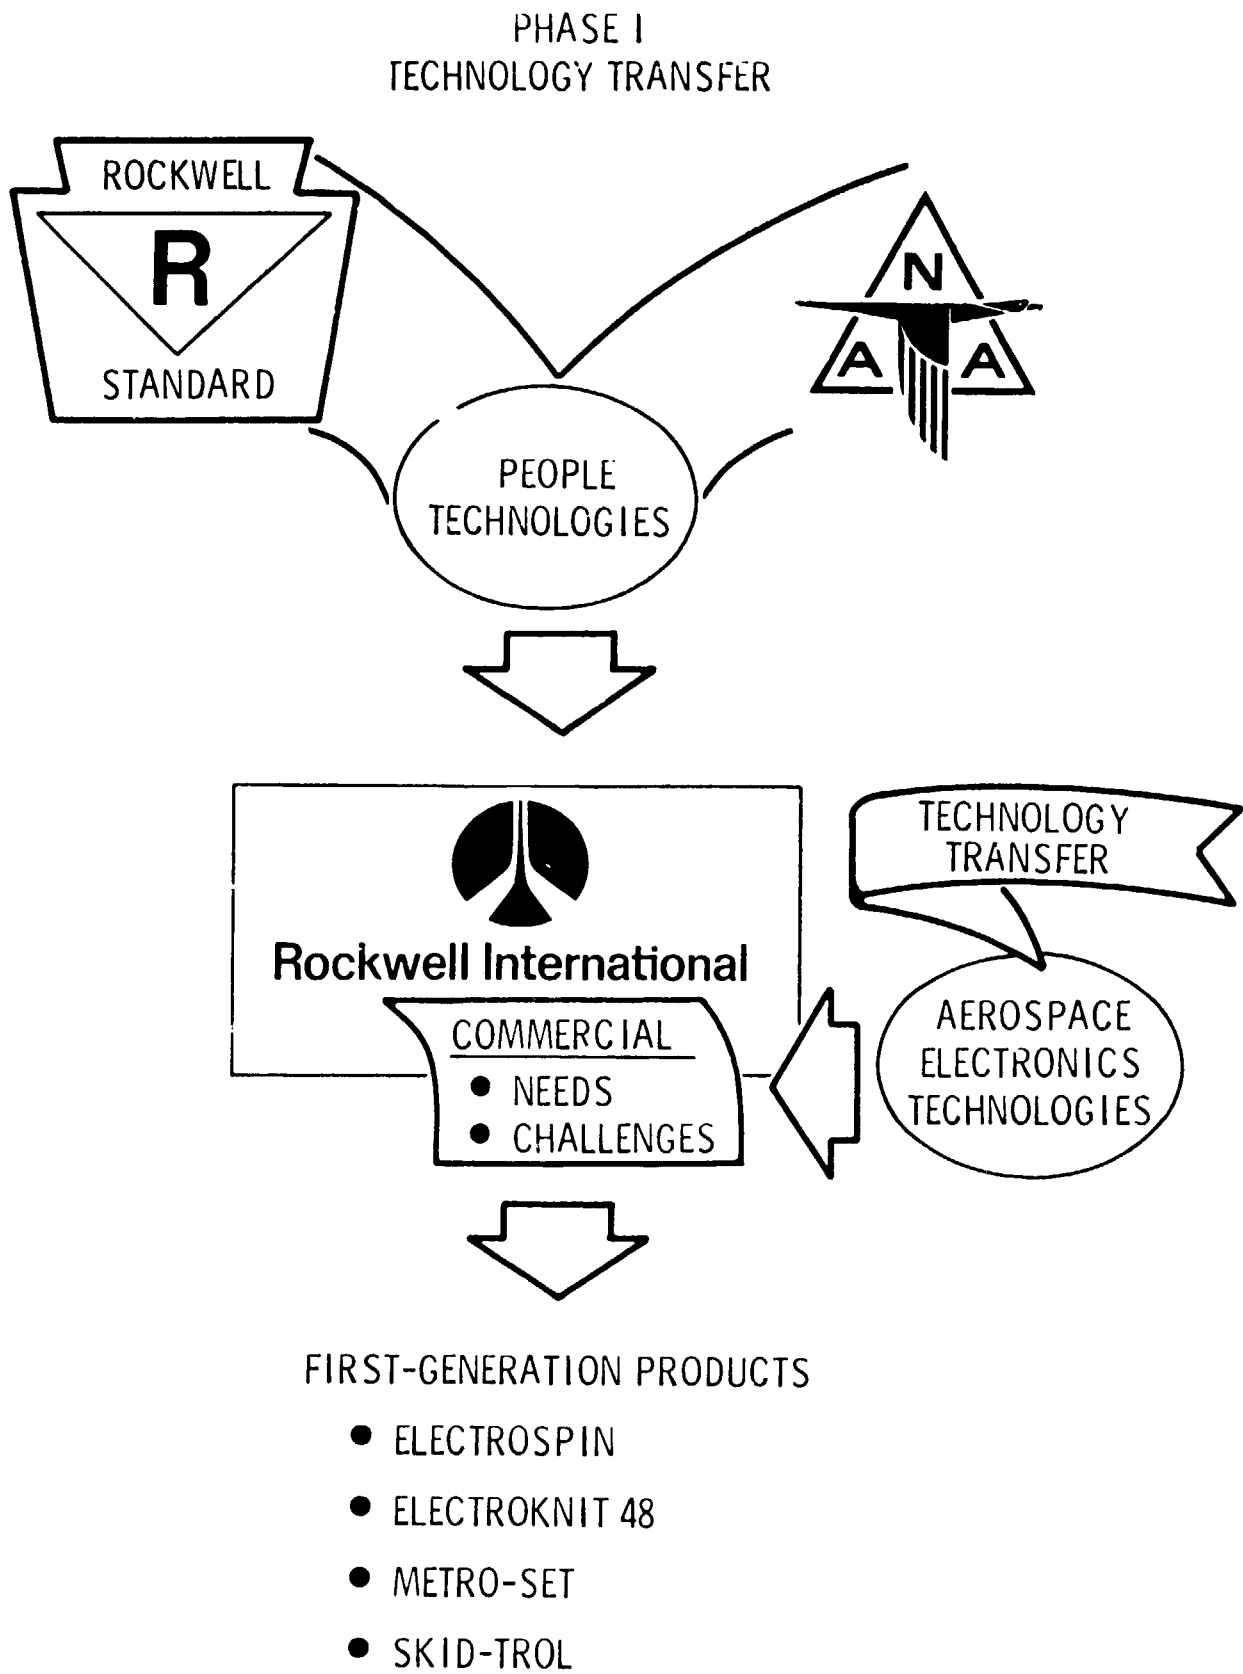 PHASE I
TECHNOLOGY TRANSFER
ROCKWELL
R
STANDARD
N
A A
PEOPLE
TECHNOLOGIES
Rockwell International
COMMERCIAL
• NEEDS
• CHALLENGES
TECHNOLOGY
TRANSFER
AEROSPACE
ELECTRONICS
TECHNOLOGIES
FIRST-GENERATION PRODUCTS
• ELECTROSPIN
• ELECTROKNIT 48
• METRO-SET
• SKID-TROL